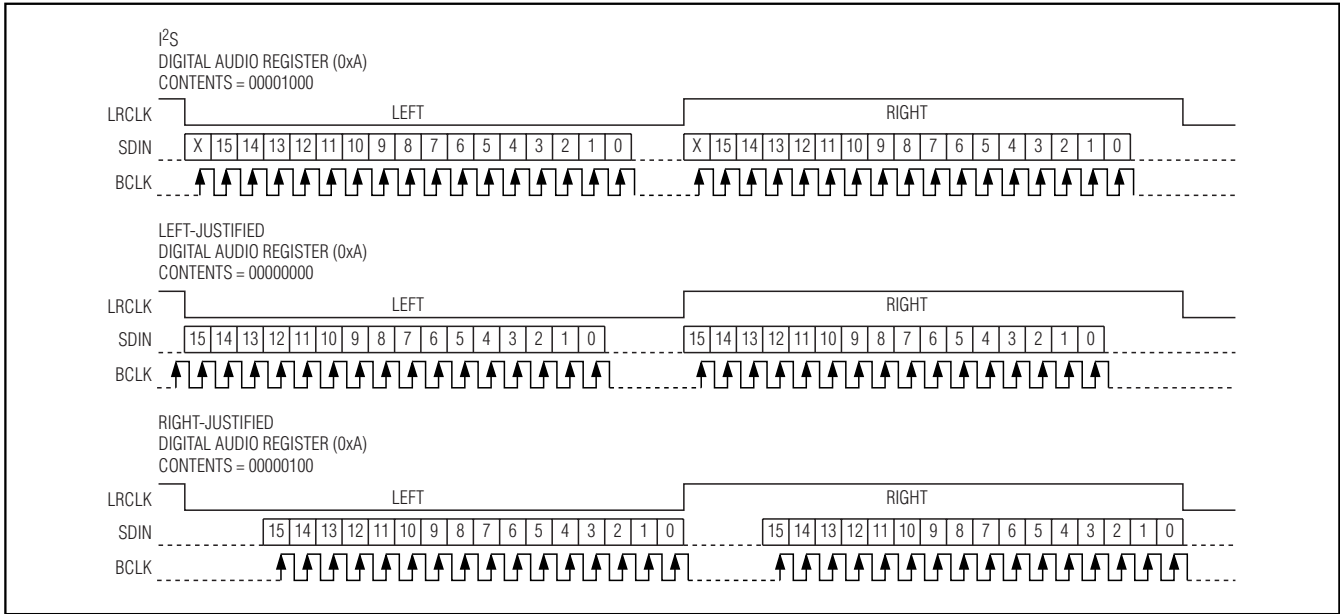 I²S
DIGITAL AUDIO REGISTER (0xA)
CONTENTS = 00001000
LRCLK LEFT RIGHT
SDIN X 15 14 13 12 11 10 9 8 7 6 5 4 3 2 1 0 X 15 14 13 12 11 10 9 8 7 6 5 4 3 2 1 0
BCLK
LEFT-JUSTIFIED
DIGITAL AUDIO REGISTER (0xA)
CONTENTS = 00000000
LRCLK LEFT RIGHT
SDIN 15 14 13 12 11 10 9 8 7 6 5 4 3 2 1 0 15 14 13 12 11 10 9 8 7 6 5 4 3 2 1 0
BCLK
RIGHT-JUSTIFIED
DIGITAL AUDIO REGISTER (0xA)
CONTENTS = 00000100
LRCLK LEFT RIGHT
SDIN 15 14 13 12 11 10 9 8 7 6 5 4 3 2 1 0 15 14 13 12 11 10 9 8 7 6 5 4 3 2 1 0
BCLK